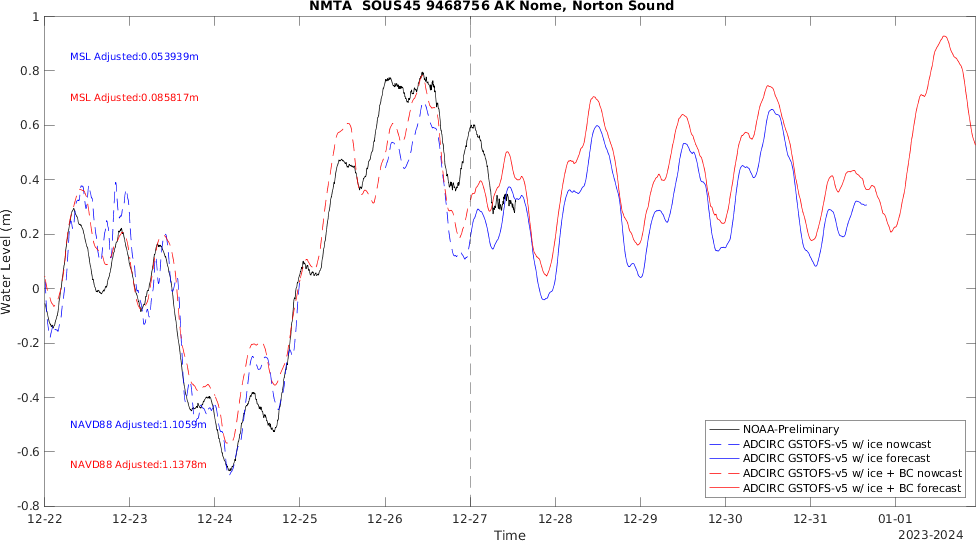 NMTA  SOUS45 9468756 AK Nome, Norton Sound
1
MSL Adjusted:0.053939m
0.8
MSL Adjusted:0.085817m
0.6
0.4
Water Level (m)
0.2
0
-0.2
-0.4
NAVD88 Adjusted:1.1059m
NOAA-Preliminary
ADCIRC GSTOFS-v5 w/ ice nowcast
-0.6
ADCIRC GSTOFS-v5 w/ ice forecast
NAVD88 Adjusted:1.1378m
ADCIRC GSTOFS-v5 w/ ice + BC nowcast
ADCIRC GSTOFS-v5 w/ ice + BC forecast
-0.8
12-22 12-23 12-24 12-25 12-26 12-27 12-28 12-29 12-30 12-31 01-01
Time
2023-2024